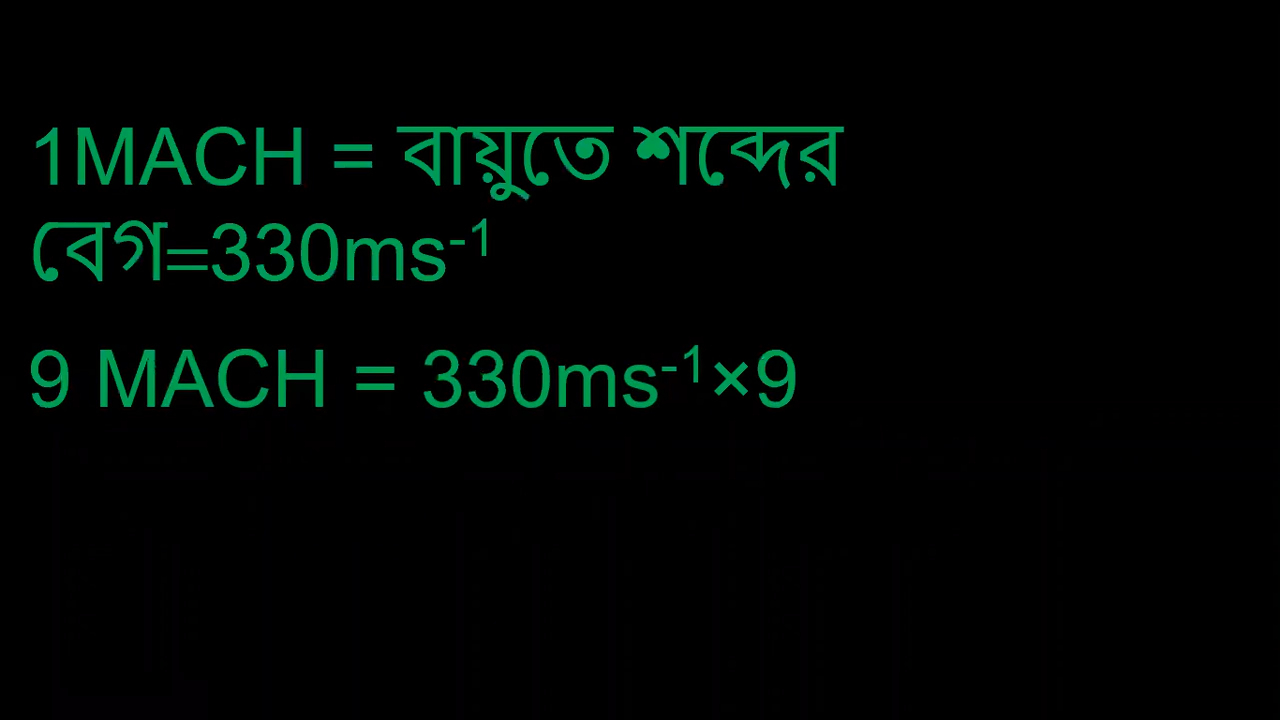 1MACH = বায়ুতে শব্দের
বেগ=330ms⁻¹
9 MACH = 330ms⁻¹×9